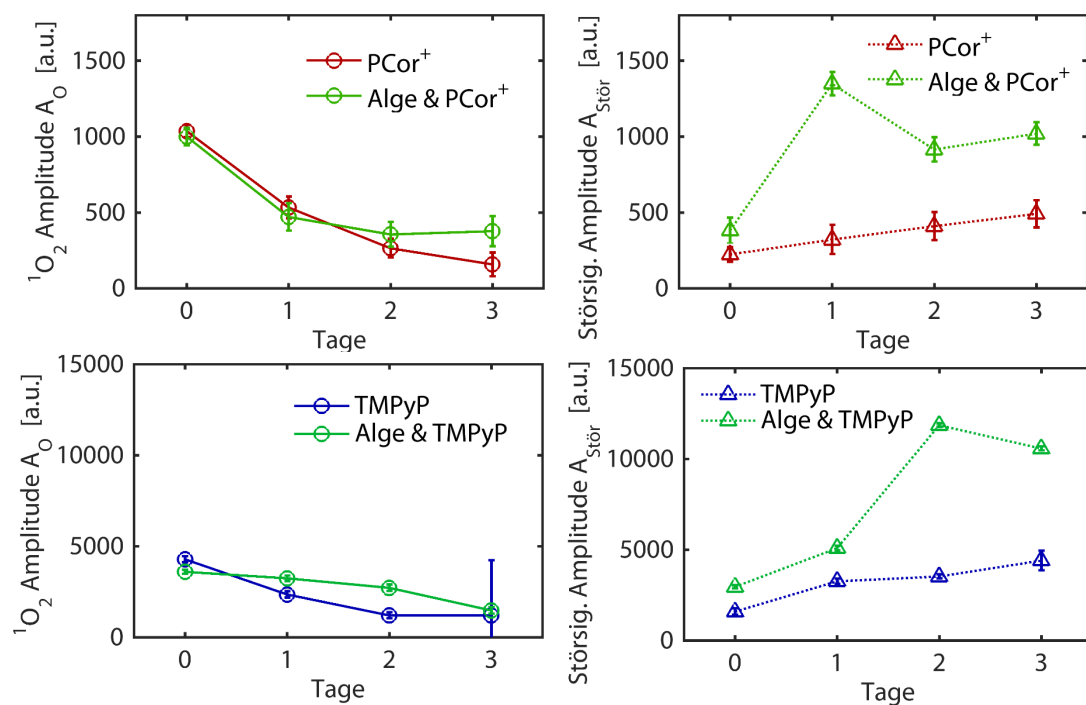 ¹O₂ Amplitude A_O [a.u.]
1500
1000
500
0
PCor⁺
Alge & PCor⁺
0 1 2 3
Tage
Störsig. Amplitude A_Stör [a.u.]
1500
1000
500
0
PCor⁺
Alge & PCor⁺
0 1 2 3
Tage
¹O₂ Amplitude A_O [a.u.]
15000
10000
5000
0
TMPyP
Alge & TMPyP
0 1 2 3
Tage
Störsig. Amplitude A_Stör [a.u.]
15000
10000
5000
0
TMPyP
Alge & TMPyP
0 1 2 3
Tage